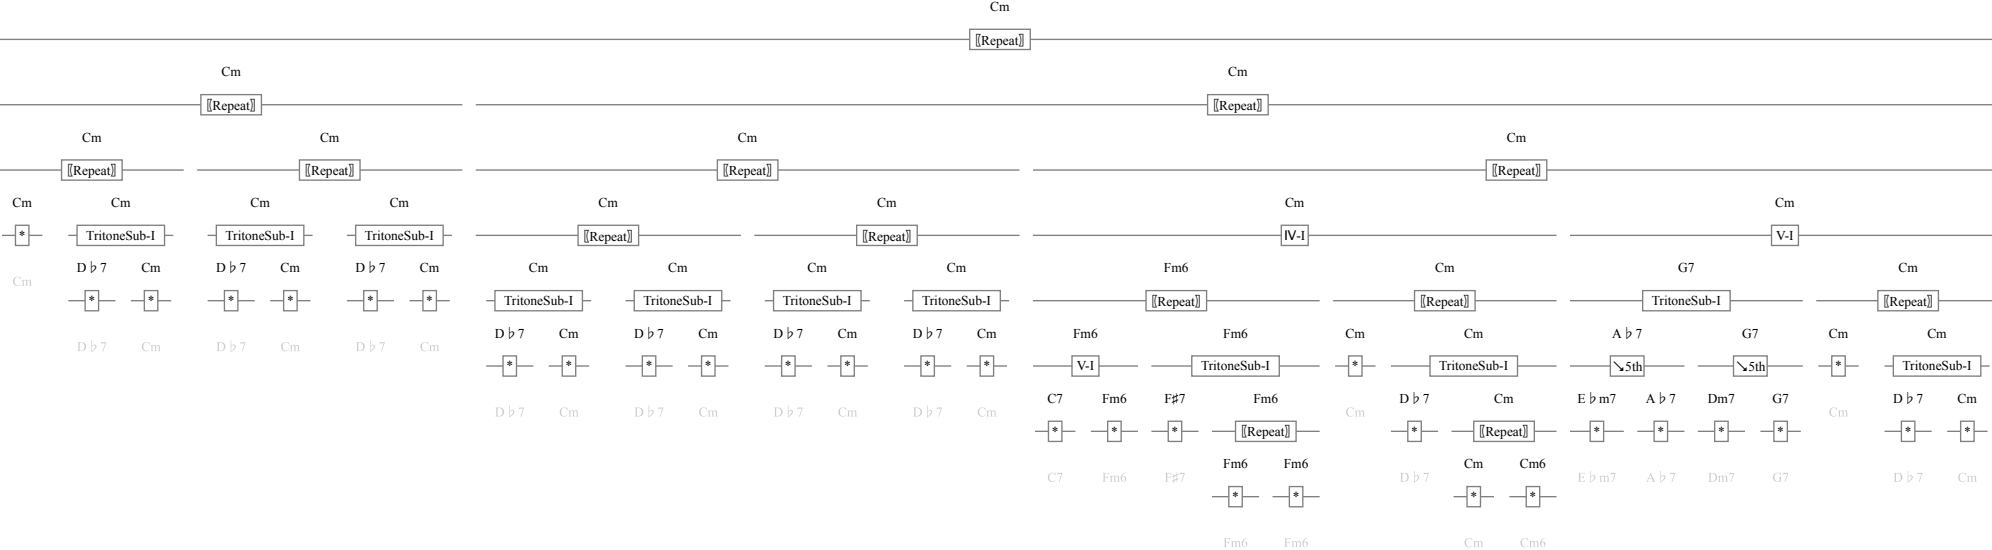 Cm
⟦Repeat⟧
Cm Cm
⟦Repeat⟧ ⟦Repeat⟧
Cm Cm Cm Cm
⟦Repeat⟧ ⟦Repeat⟧ ⟦Repeat⟧ ⟦Repeat⟧
Cm Cm Cm Cm Cm Cm Cm Cm
* TritoneSub-I TritoneSub-I TritoneSub-I ⟦Repeat⟧ ⟦Repeat⟧ Ⅳ-I V-I
D♭7 Cm D♭7 Cm D♭7 Cm Cm Cm Cm Cm Fm6 Cm G7 Cm
Cm * * * * * * TritoneSub-I TritoneSub-I TritoneSub-I TritoneSub-I ⟦Repeat⟧ ⟦Repeat⟧ TritoneSub-I ⟦Repeat⟧
D♭7 Cm D♭7 Cm D♭7 Cm D♭7 Cm Fm6 Fm6 Cm Cm A♭7 G7 Cm Cm
D♭7 Cm D♭7 Cm D♭7 Cm * * * * * * * * V-I TritoneSub-I * TritoneSub-I ↘5th ↘5th * TritoneSub-I
C7 Fm6 F♯7 Fm6 D♭7 Cm E♭m7 A♭7 Dm7 G7 D♭7 Cm
D♭7 Cm D♭7 Cm D♭7 Cm D♭7 Cm Cm Cm
* * * ⟦Repeat⟧ * ⟦Repeat⟧ * * * * * *
Fm6 Fm6 Cm Cm6
C7 Fm6 F♯7 D♭7 E♭m7 A♭7 Dm7 G7 D♭7 Cm
* * * *
Fm6 Fm6 Cm Cm6